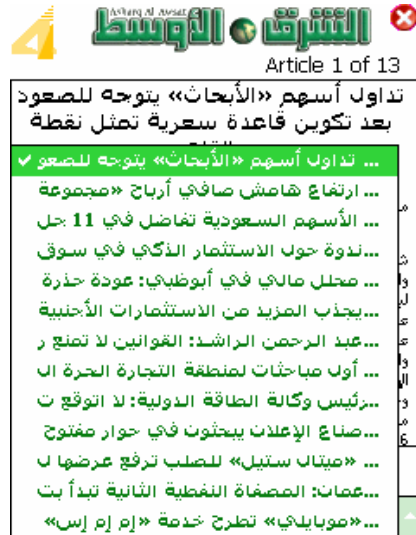 ASHARQ AL AWSAT
الشرق الأوسط
Article 1 of 13
تداول أسهم «الأبحاث» يتوجه للصعود
بعد تكوين قاعدة سعرية تمثل نقطة
... تداول أسهم «الأبحاث» يتوجه للصعو ✓
... ارتفاع هامش صافي أرباح «مجموعة
... الأسهم السعودية تفاضل في 11 جل
...ندوة حول الاستثمار الذكي في سوق
... محلل مالي في أبوظبي: عودة حذرة
...يجذب المزيد من الاستثمارات الأجنبية
...عبد الرحمن الراشد: القوانين لا تمنع ر
... أول مباحثات لمنطقة التجارة الحرة ال
...رئيس وكالة الطاقة الدولية: لا اتوقع ت
...صناع الإعلان يبحثون في حوار مفتوح
... «ميتال ستيل» للصلب ترفع عرضها ل
...عمان: المصفاة النفطية الثانية تبدأ بت
...«موبايلي» تطرح خدمة «إم إم إس»